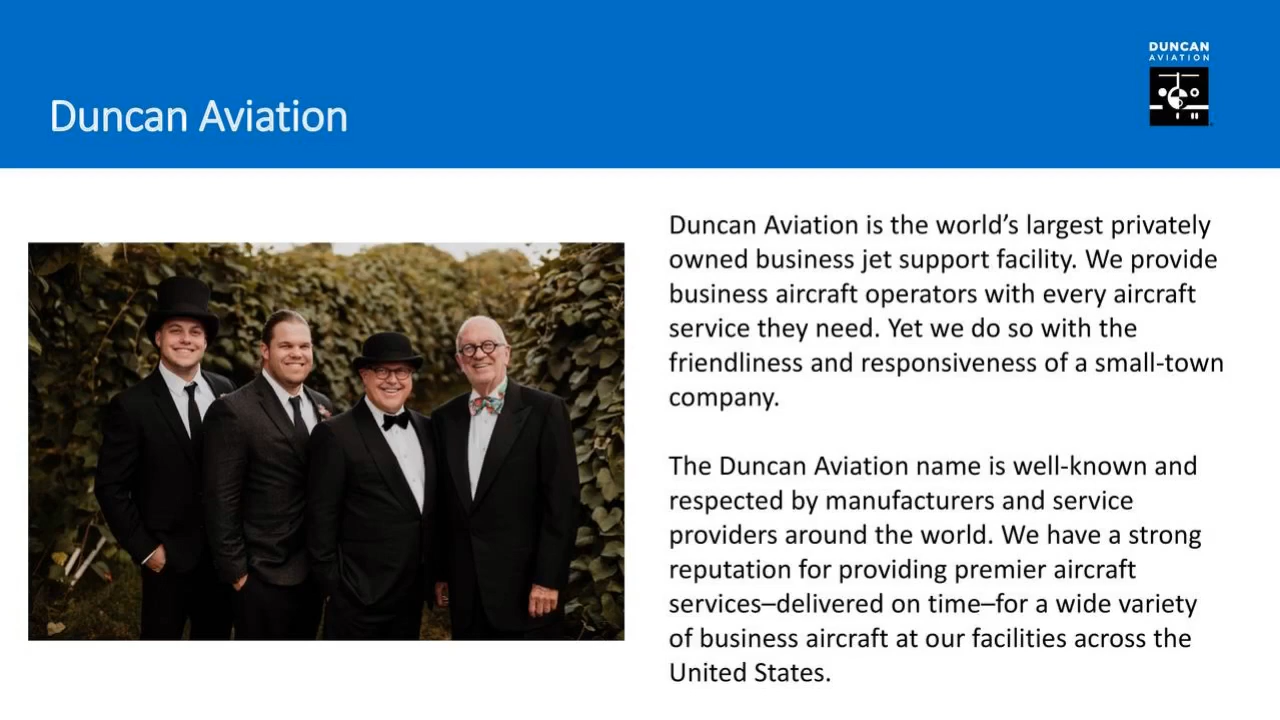 DUNCAN
AVIATION
Duncan Aviation
Duncan Aviation is the world’s largest privately
owned business jet support facility. We provide
business aircraft operators with every aircraft
service they need. Yet we do so with the
friendliness and responsiveness of a small-town
company.
The Duncan Aviation name is well-known and
respected by manufacturers and service
providers around the world. We have a strong
reputation for providing premier aircraft
services–delivered on time–for a wide variety
of business aircraft at our facilities across the
United States.